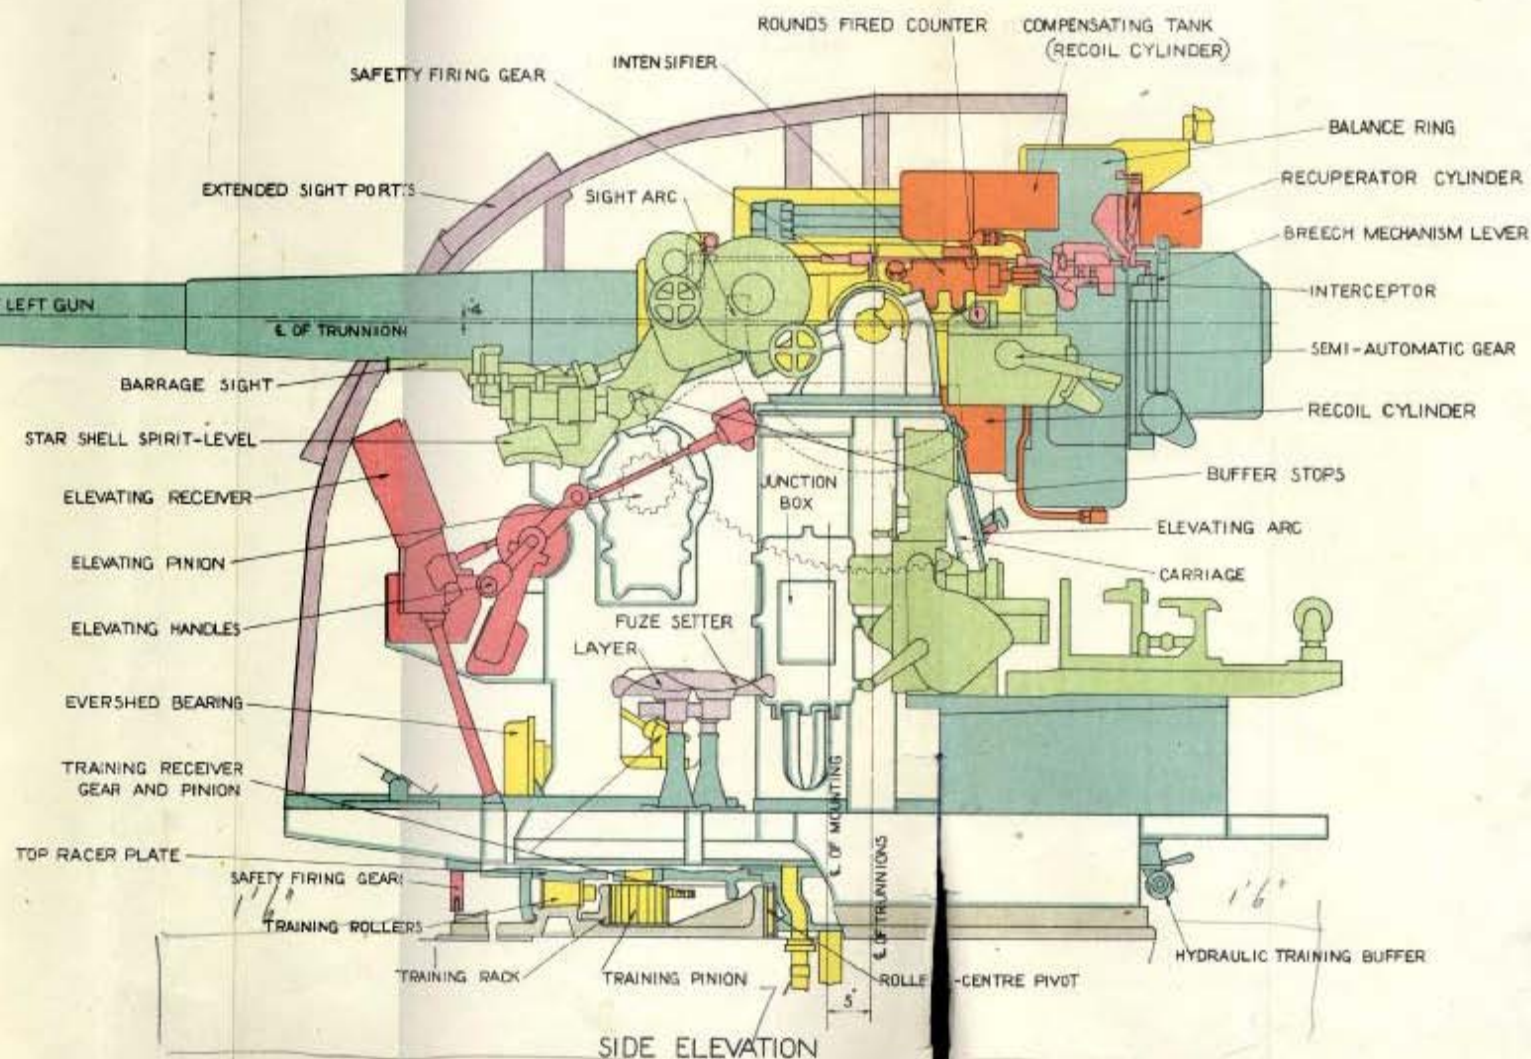 ROUNDS FIRED COUNTER
COMPENSATING TANK
(RECOIL CYLINDER)
SAFETY FIRING GEAR
INTENSIFIER
BALANCE RING
EXTENDED SIGHT PORTS
SIGHT ARC
RECUPERATOR CYLINDER
BREECH MECHANISM LEVER
LEFT GUN
INTERCEPTOR
℄ OF TRUNNION
SEMI-AUTOMATIC GEAR
BARRAGE SIGHT
RECOIL CYLINDER
STAR SHELL SPIRIT-LEVEL
BUFFER STOPS
ELEVATING RECEIVER
JUNCTION
BOX
ELEVATING ARC
ELEVATING PINION
CARRIAGE
ELEVATING HANDLES
FUZE SETTER
LAYER
EVERSHED BEARING
TRAINING RECEIVER
GEAR AND PINION
℄ OF MOUNTING
℄ OF TRUNNIONS
TOP RACER PLATE
SAFETY FIRING GEAR
1'6"
TRAINING ROLLERS
TRAINING RACK
TRAINING PINION
ROLLE -CENTRE PIVOT
HYDRAULIC TRAINING BUFFER
5"
SIDE ELEVATION